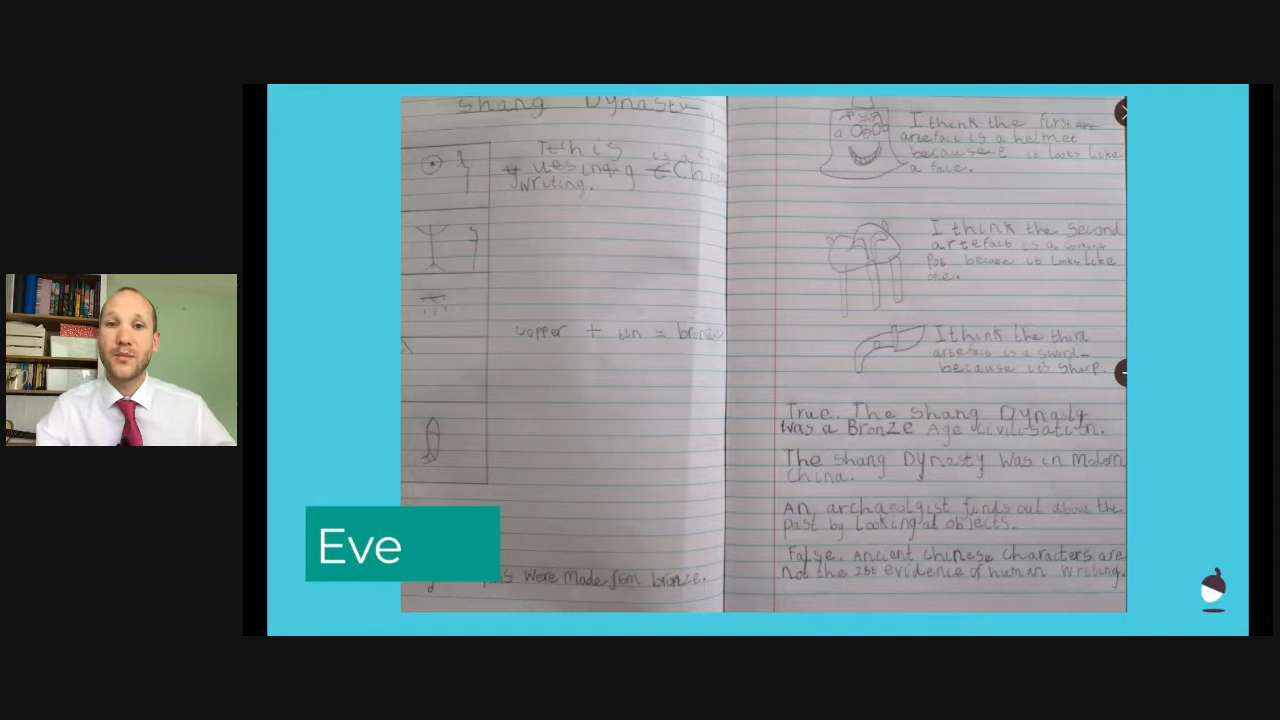 Shang Dynasty
This
is a
uesing Ch
writing.
copper + tin = bronze
were made from bronze.
I think the first
artefact is a helmet
because it looks like
a face.
I think the second
artefact is a
Pot because it looks like
one.
I think the third
artefact is a sword
because it's sharp.
True. The Shang Dynasty
Was a Bronze Age civilisation.
The Shang Dynasty Was in Modern
China.
An archaeolgist finds out about the
past by looking at objects.
False. Ancient Chinese characters are
not the 1st evidence of human writing.
Eve